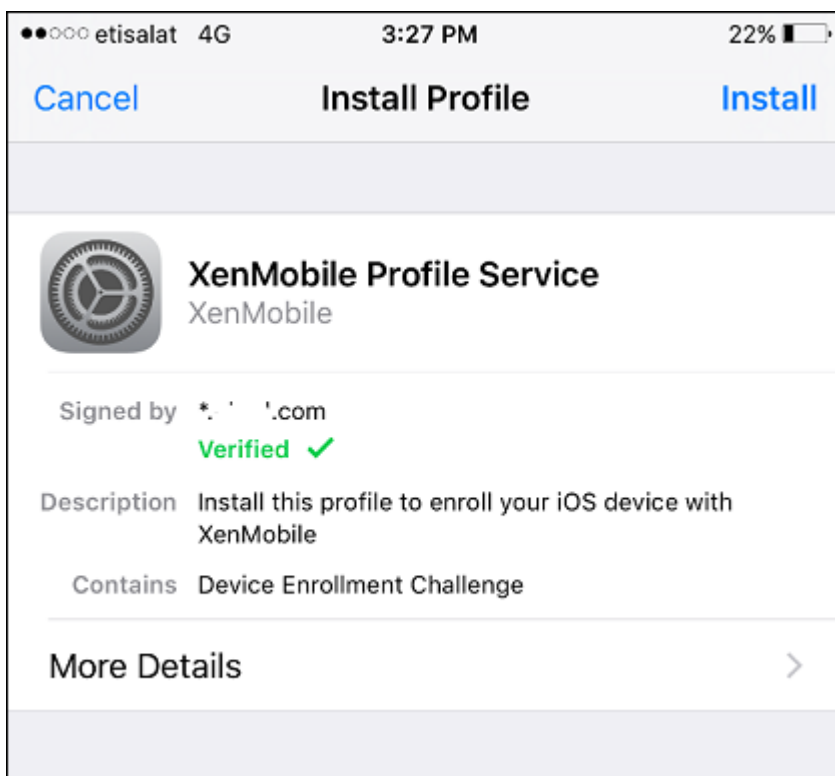 etisalat 4G 3:27 PM 22%
Cancel Install Profile Install
XenMobile Profile Service
XenMobile
Signed by *. .com
Verified
Description Install this profile to enroll your iOS device with
XenMobile
Contains Device Enrollment Challenge
More Details